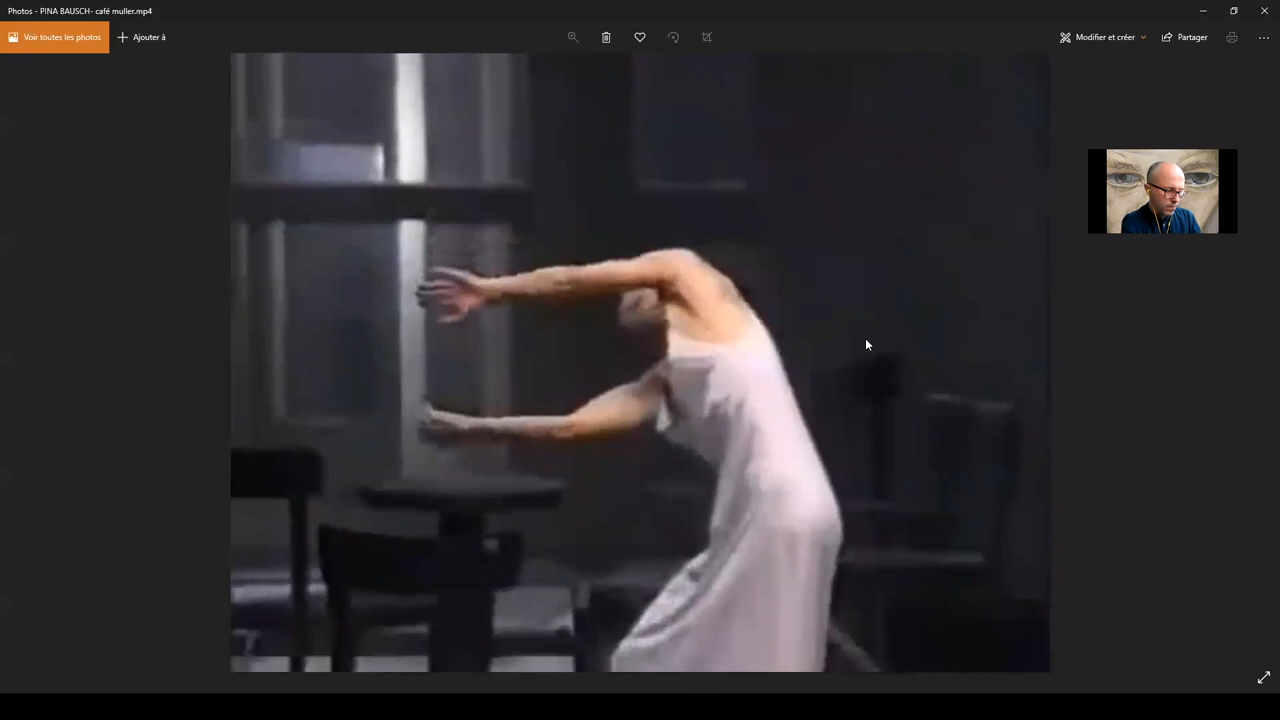 Photos - PINA BAUSCH- café muller.mp4
Voir toutes les photos
Ajouter à
Modifier et créer
Partager